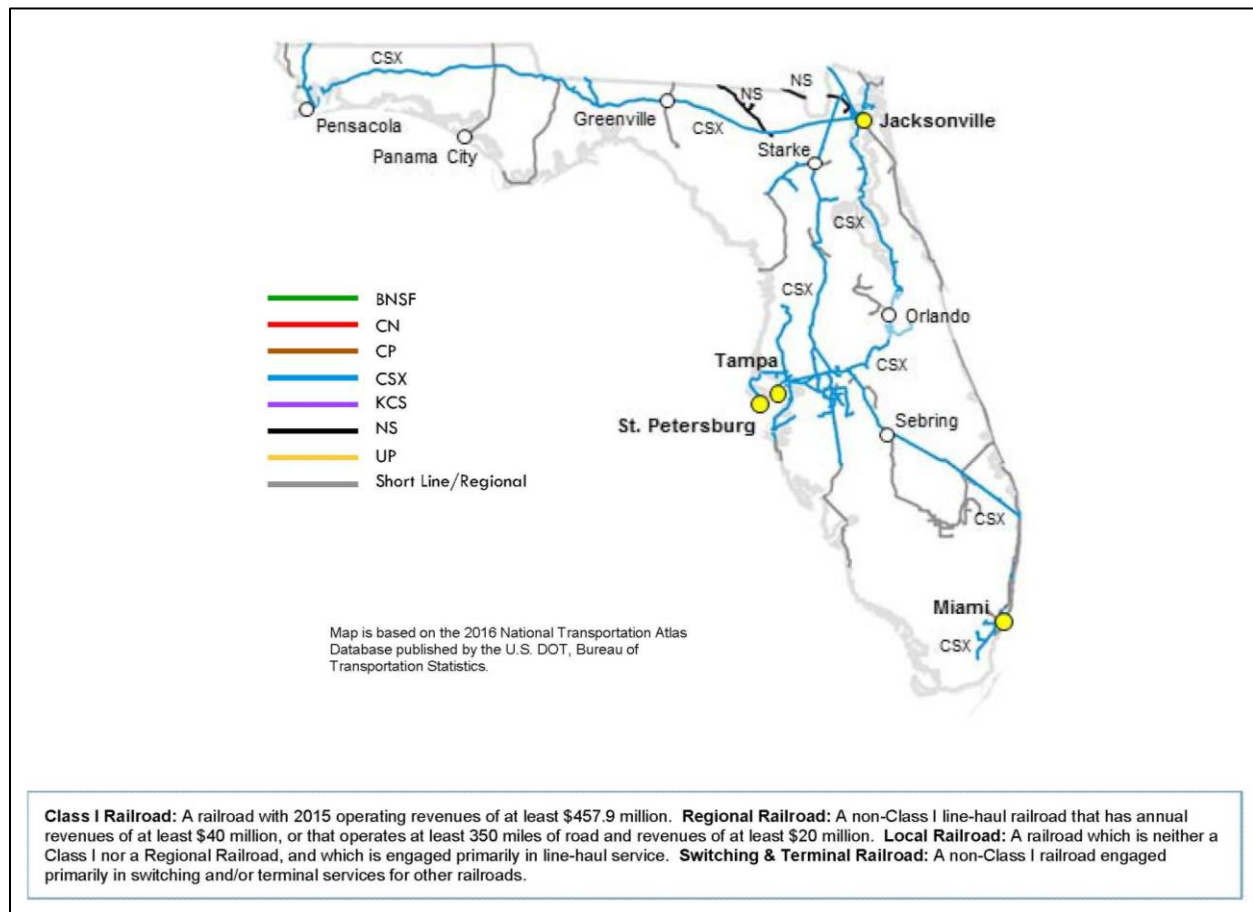 CSX
NS
NS
Pensacola
Greenville
CSX
Jacksonville
Panama City
Starke
CSX
CSX
BNSF
CN
CP
CSX
KCS
NS
UP
Short Line/Regional
Orlando
Tampa
CSX
St. Petersburg
Sebring
CSX
Miami
CSX
Map is based on the 2016 National Transportation Atlas
Database published by the U.S. DOT, Bureau of
Transportation Statistics.
Class I Railroad: A railroad with 2015 operating revenues of at least $457.9 million. Regional Railroad: A non-Class I line-haul railroad that has annual
revenues of at least $40 million, or that operates at least 350 miles of road and revenues of at least $20 million. Local Railroad: A railroad which is neither a
Class I nor a Regional Railroad, and which is engaged primarily in line-haul service. Switching & Terminal Railroad: A non-Class I railroad engaged
primarily in switching and/or terminal services for other railroads.